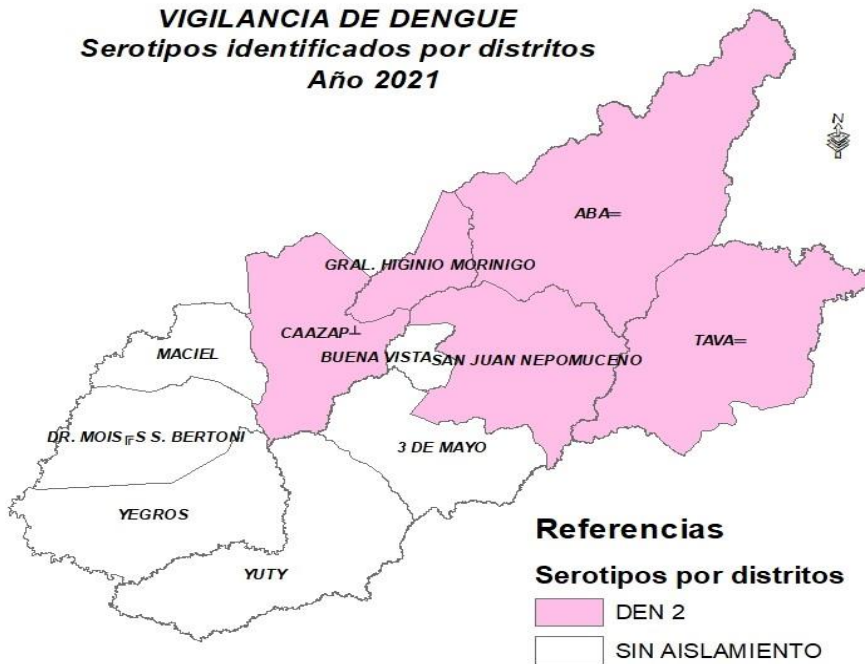 VIGILANCIA DE DENGUE
Serotipos identificados por distritos
Año 2021
N
ABA═
GRAL. HIGINIO MORINIGO
CAAZAP┴
MACIEL
BUENA VISTA
SAN JUAN NEPOMUCENO
TAVA═
DR. MOIS╔S S. BERTONI
3 DE MAYO
YEGROS
YUTY
Referencias
Serotipos por distritos
DEN 2
SIN AISLAMIENTO